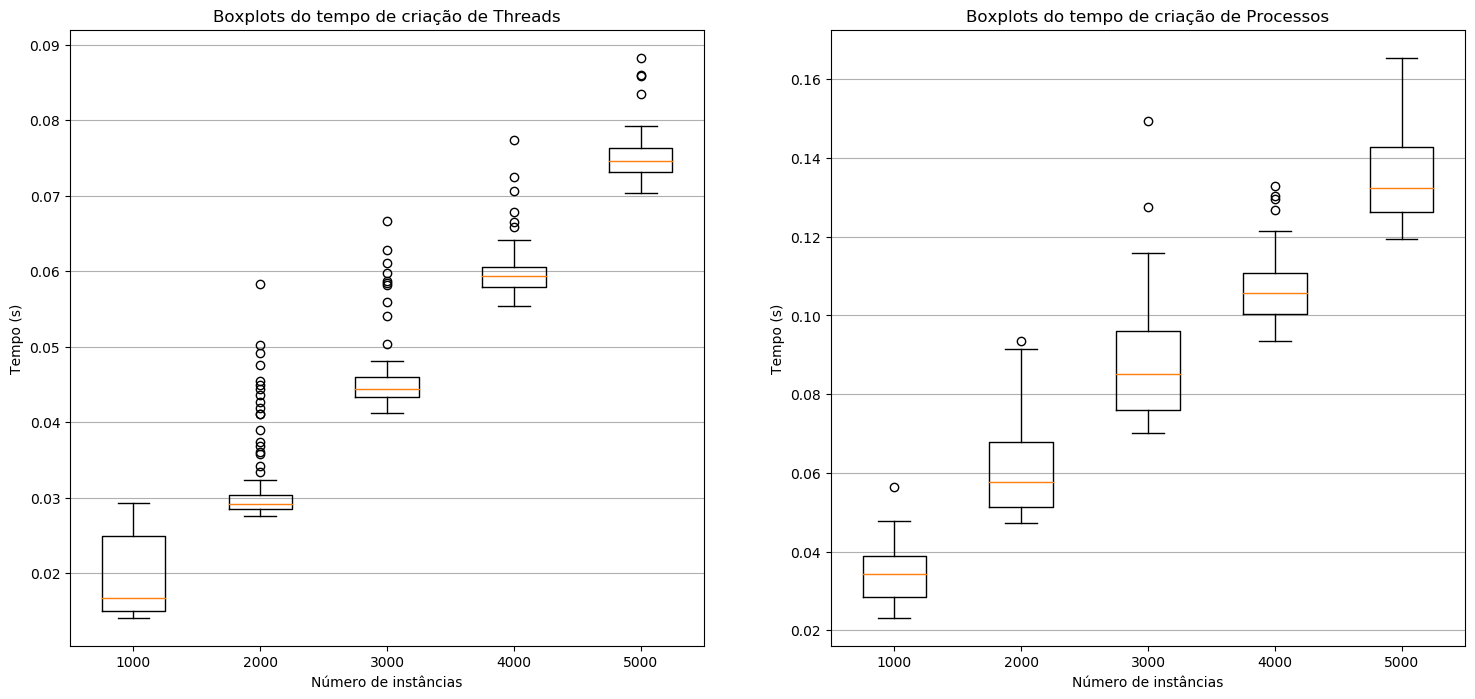 Boxplots do tempo de criação de Threads
0.09
0.08
0.07
0.06
0.05
0.04
0.03
0.02
Tempo (s)
1000 2000 3000 4000 5000
Número de instâncias
Boxplots do tempo de criação de Processos
0.16
0.14
0.12
0.10
0.08
0.06
0.04
0.02
Tempo (s)
1000 2000 3000 4000 5000
Número de instâncias